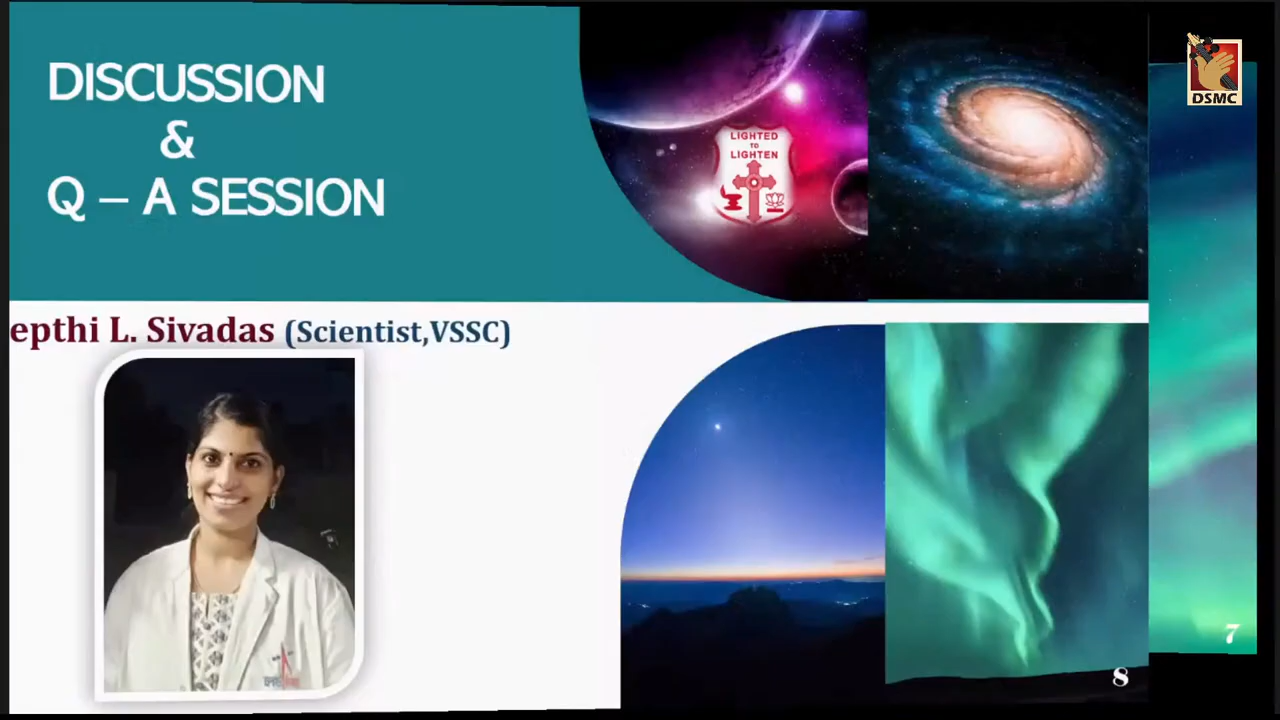 DISCUSSION
&
Q – A SESSION
epthi L. Sivadas (Scientist,VSSC)
LIGHTED
TO
LIGHTEN
DSMC
7
8